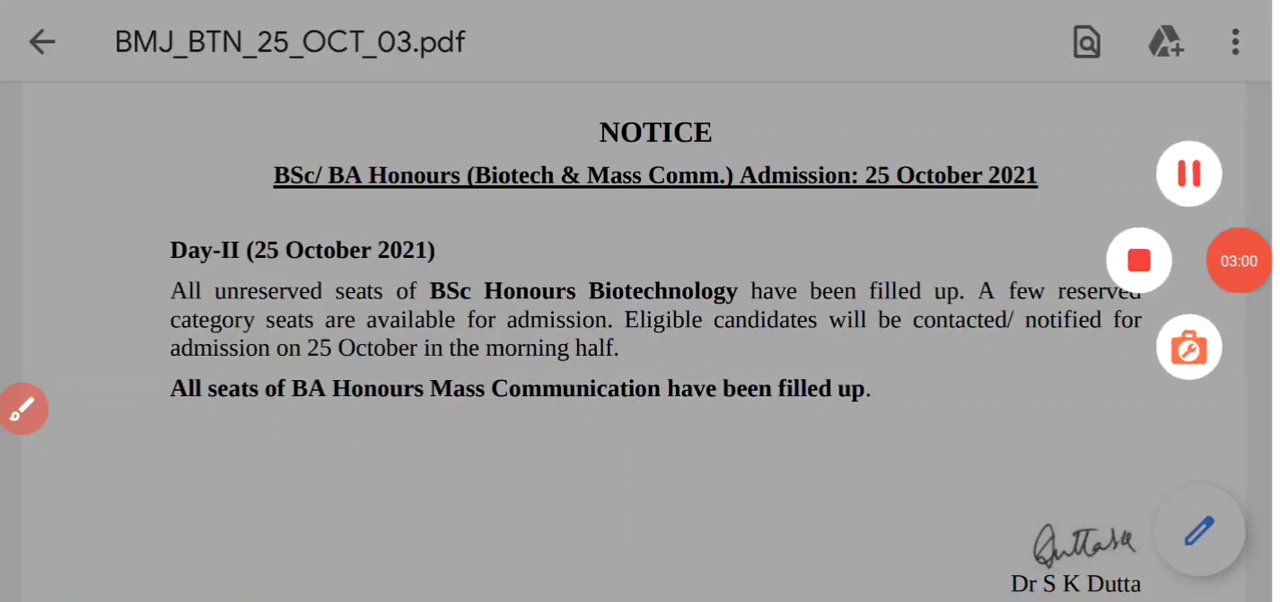 BMJ_BTN_25_OCT_03.pdf
NOTICE
BSc/ BA Honours (Biotech & Mass Comm.) Admission: 25 October 2021
Day-II (25 October 2021)
All unreserved seats of BSc Honours Biotechnology have been filled up. A few reserved
03:00
category seats are available for admission. Eligible candidates will be contacted/ notified for
admission on 25 October in the morning half.
All seats of BA Honours Mass Communication have been filled up.
Dr S K Dutta